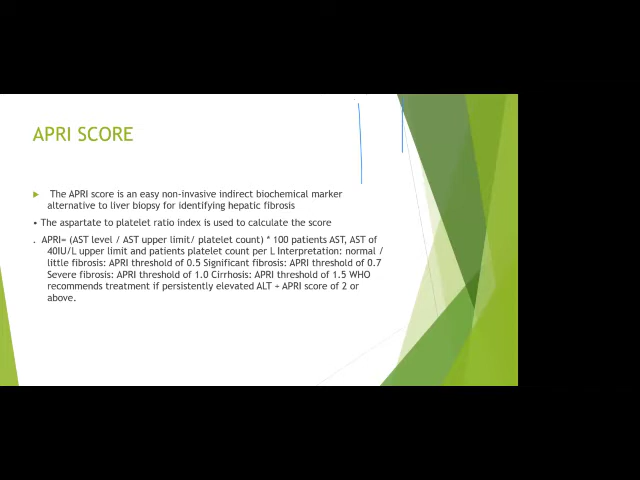 APRI SCORE
The APRI score is an easy non-invasive indirect biochemical marker
alternative to liver biopsy for identifying hepatic fibrosis
• The aspartate to platelet ratio index is used to calculate the score
. APRI= (AST level / AST upper limit/ platelet count) * 100 patients AST, AST of
40IU/L upper limit and patients platelet count per L Interpretation: normal /
little fibrosis: APRI threshold of 0.5 Significant fibrosis: APRI threshold of 0.7
Severe fibrosis: APRI threshold of 1.0 Cirrhosis: APRI threshold of 1.5 WHO
recommends treatment if persistently elevated ALT + APRI score of 2 or
above.